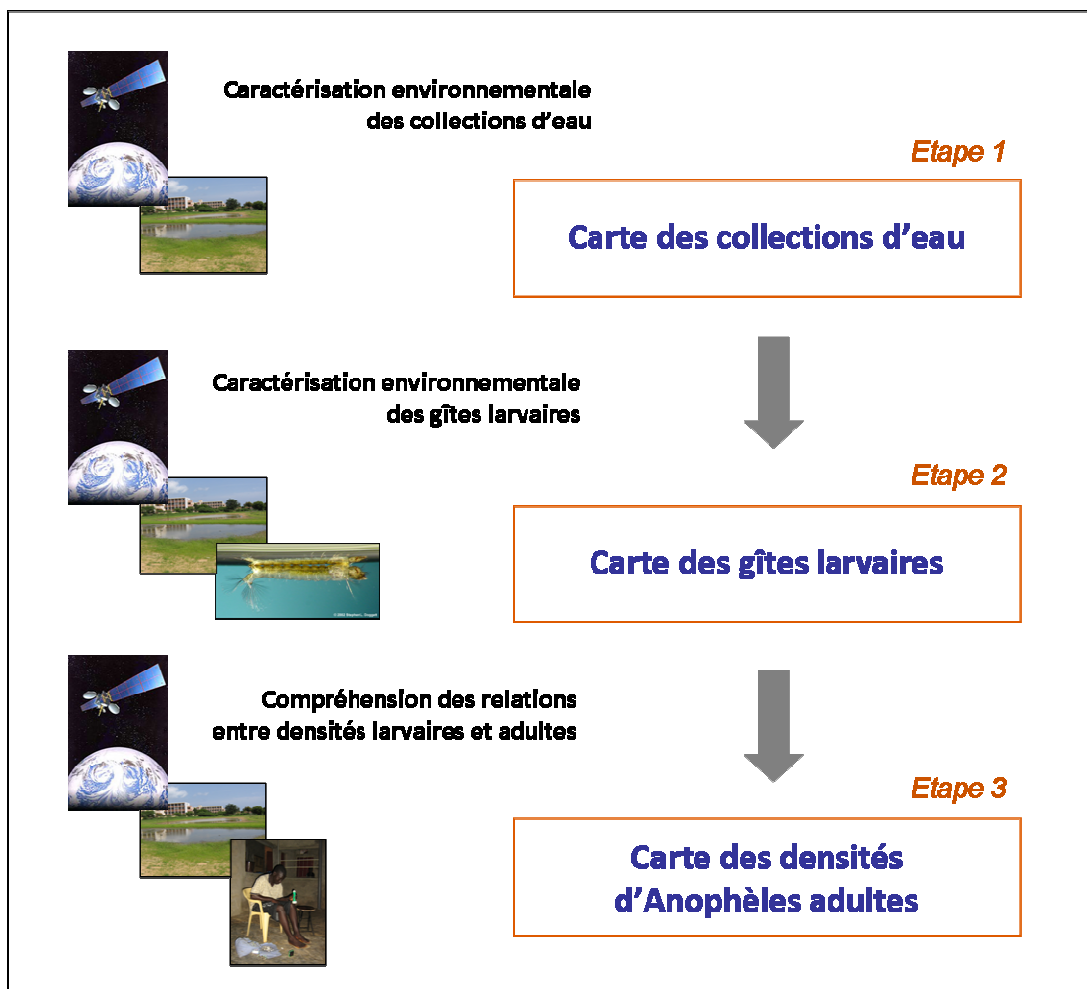 Caractérisation environnementale
des collections d'eau
Etape 1
Carte des collections d'eau
Caractérisation environnementale
des gîtes larvaires
Etape 2
Carte des gîtes larvaires
Compréhension des relations
entre densités larvaires et adultes
Etape 3
Carte des densités
d'Anophèles adultes